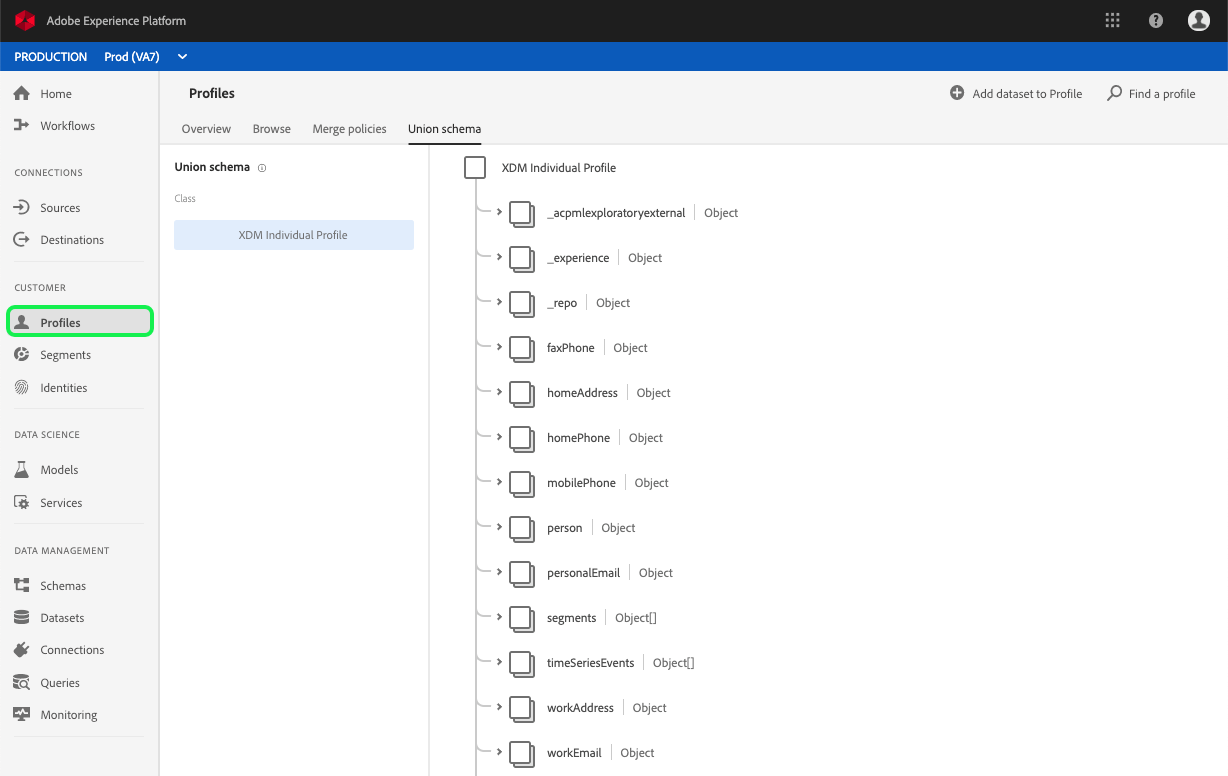 Adobe Experience Platform
PRODUCTION Prod (VA7)
Home
Workflows
CONNECTIONS
Sources
Destinations
CUSTOMER
Profiles
Segments
Identities
DATA SCIENCE
Models
Services
DATA MANAGEMENT
Schemas
Datasets
Connections
Queries
Monitoring
Profiles
Add dataset to Profile
Find a profile
Overview Browse Merge policies Union schema
Union schema
Class
XDM Individual Profile
XDM Individual Profile
_acpmlexploratoryexternal Object
_experience Object
_repo Object
faxPhone Object
homeAddress Object
homePhone Object
mobilePhone Object
person Object
personalEmail Object
segments Object[]
timeSeriesEvents Object[]
workAddress Object
workEmail Object